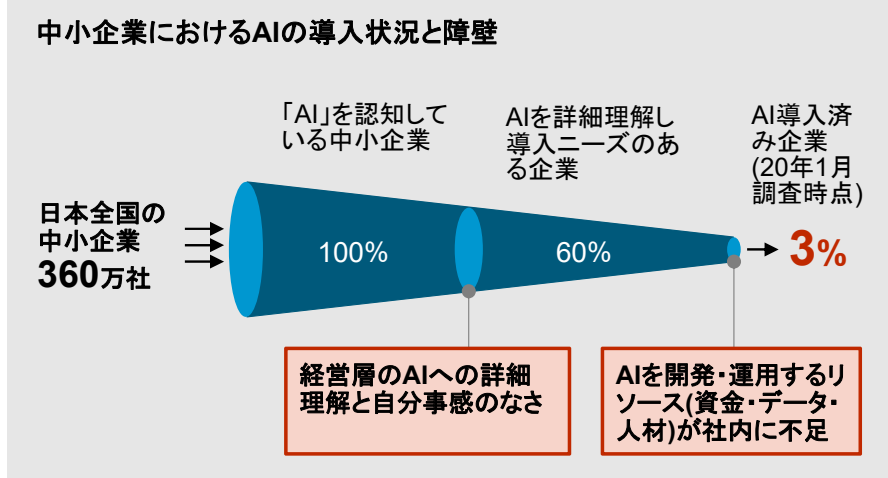 中小企業におけるAIの導入状況と障壁
「AI」を認知して
いる中小企業
AIを詳細理解し
導入ニーズのあ
る企業
AI導入済
み企業
(20年1月
調査時点)
日本全国の
中小企業
360万社
100%
60%
3%
経営層のAIへの詳細
理解と自分事感のなさ
AIを開発・運用するリ
ソース(資金・データ・
人材)が社内に不足